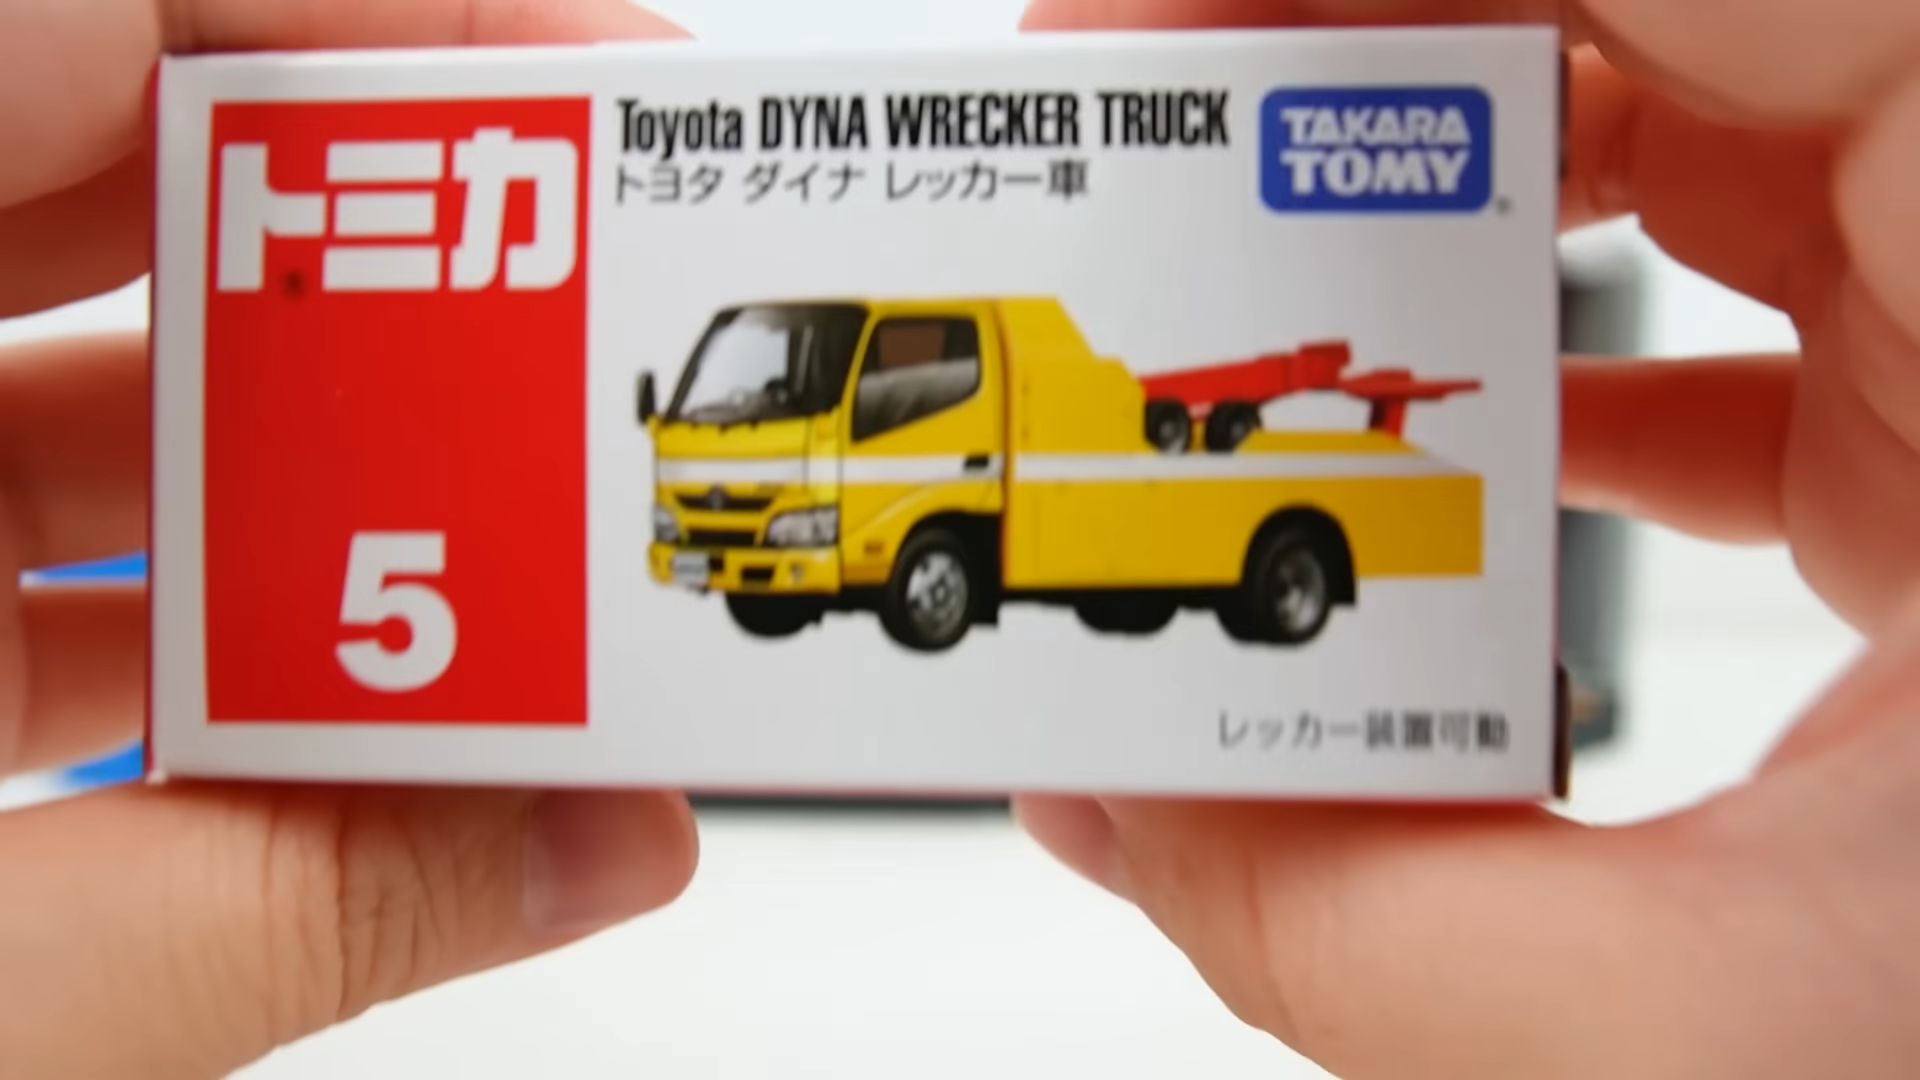 トミカ
5
Toyota DYNA WRECKER TRUCK
トヨタ ダイナ レッカー車
TAKARA
TOMY
レッカー装置可動